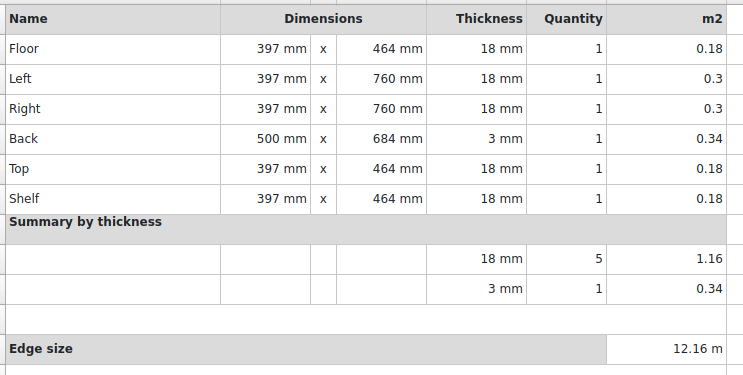 Name Dimensions Thickness Quantity m2
Floor 397 mm x 464 mm 18 mm 1 0.18
Left 397 mm x 760 mm 18 mm 1 0.3
Right 397 mm x 760 mm 18 mm 1 0.3
Back 500 mm x 684 mm 3 mm 1 0.34
Top 397 mm x 464 mm 18 mm 1 0.18
Shelf 397 mm x 464 mm 18 mm 1 0.18
Summary by thickness
18 mm 5 1.16
3 mm 1 0.34
Edge size 12.16 m